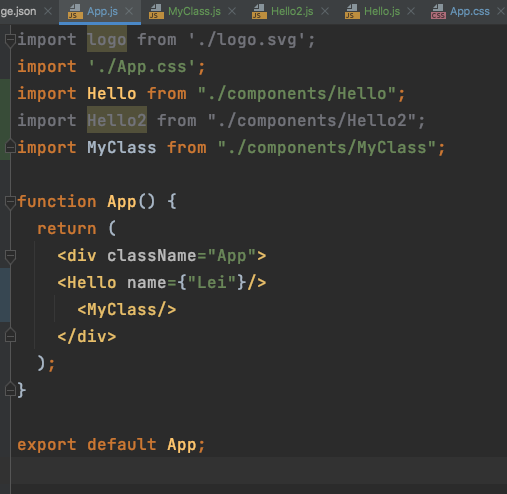 ge.json App.js MyClass.js Hello2.js Hello.js App.css
import logo from './logo.svg';
import './App.css';
import Hello from "./components/Hello";
import Hello2 from "./components/Hello2";
import MyClass from "./components/MyClass";
function App() {
return (
<div className="App">
<Hello name={"Lei"}/>
<MyClass/>
</div>
);
}
export default App;